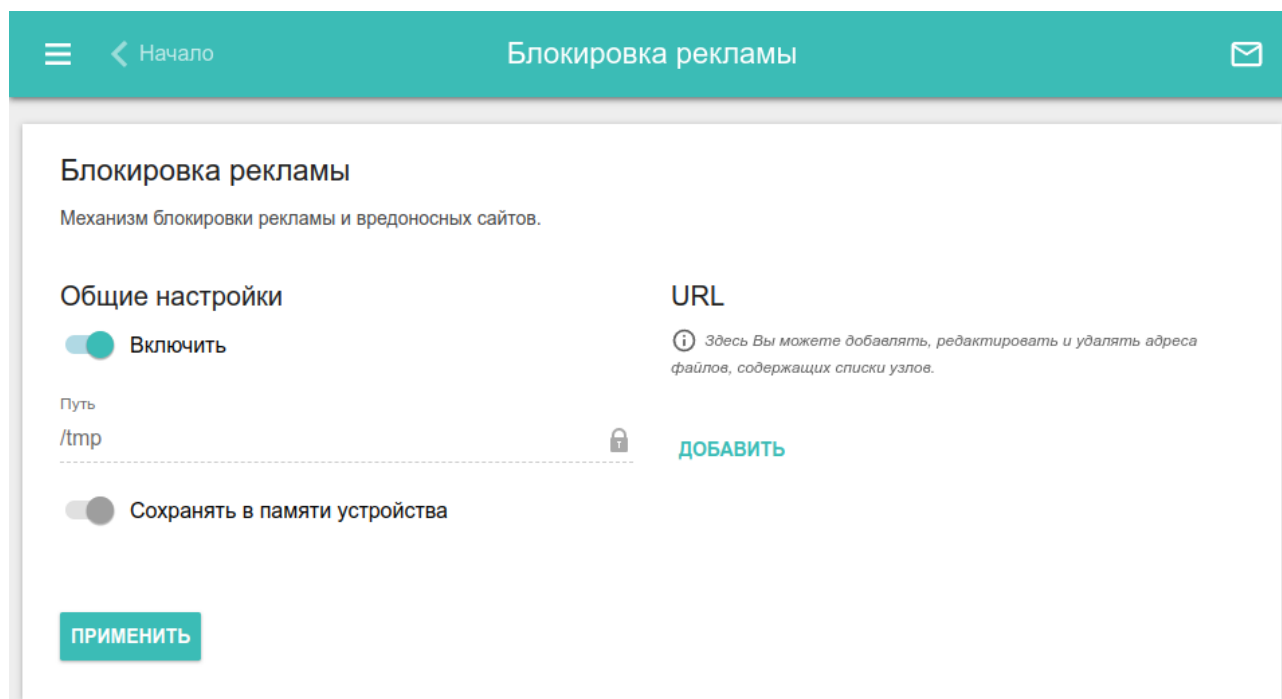 Начало
Блокировка рекламы
Блокировка рекламы
Механизм блокировки рекламы и вредоносных сайтов.
Общие настройки
Включить
Путь
/tmp
Сохранять в памяти устройства
ПРИМЕНИТЬ
URL
Здесь Вы можете добавлять, редактировать и удалять адреса
файлов, содержащих списки узлов.
ДОБАВИТЬ